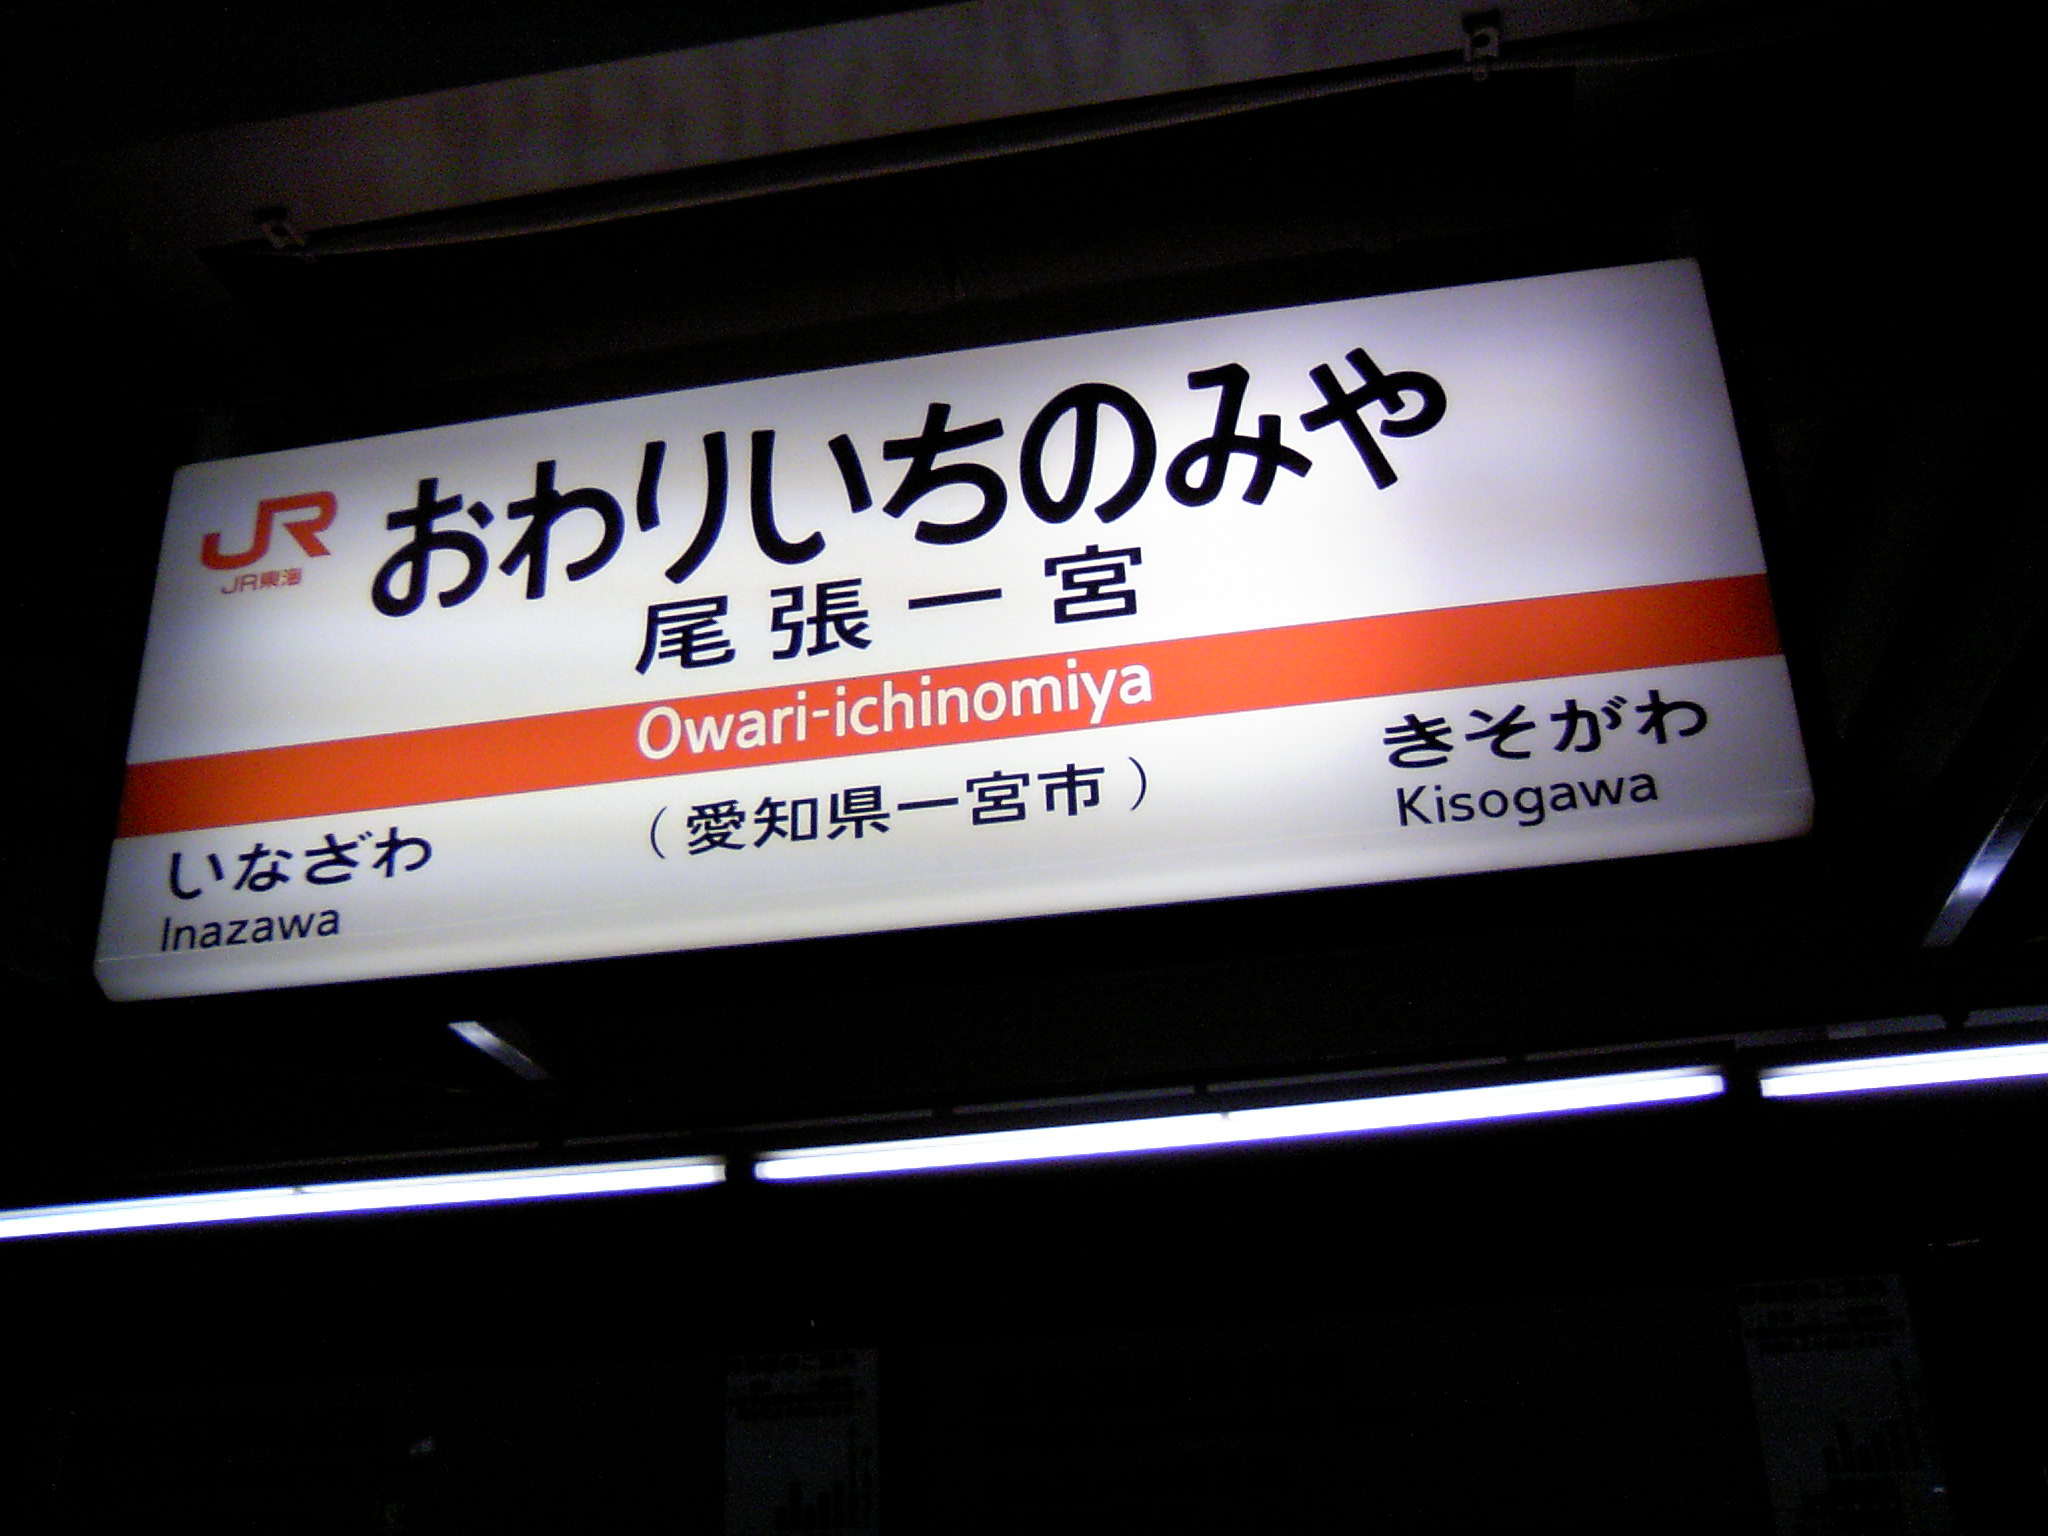 JR
JR東海
おわりいちのみや
尾張一宮
Owari-ichinomiya
(愛知県一宮市)
いなざわ
Inazawa
きそがわ
Kisogawa